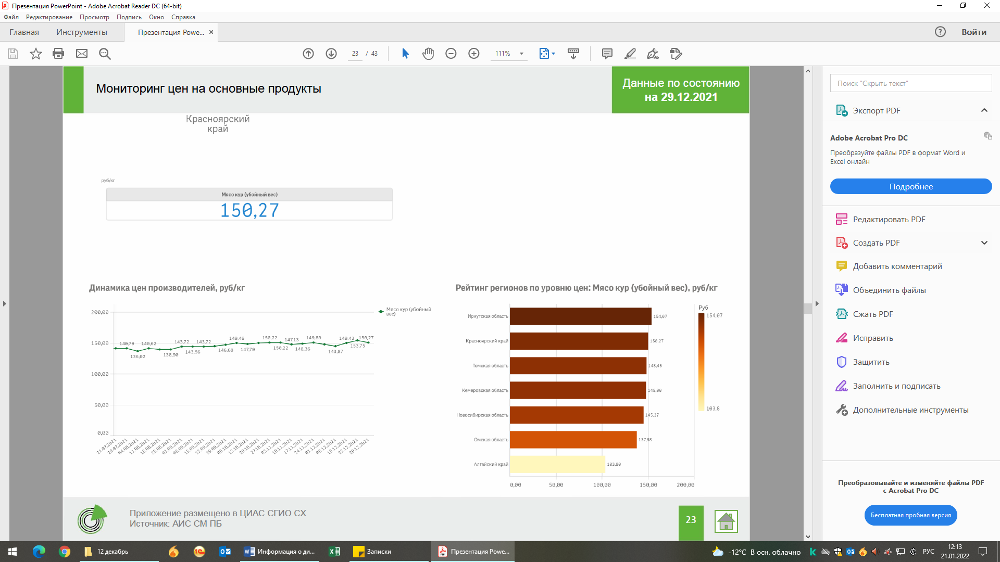 Презентация PowerPoint - Adobe Acrobat Reader DC (64-bit)
Файл Редактирование Просмотр Подпись Окно Справка
Главная Инструменты Презентация Powe... × Войти
23 / 43 111%
Мониторинг цен на основные продукты
Данные по состоянию
на 29.12.2021
Красноярский
край
руб/кг
Мясо кур (убойный вес)
150,27
Динамика цен производителей, руб/кг
Мясо кур (убойный
вес)
200,00
150,00
100,00
50,00
0,00
140,79 140,62 143,72 143,72 149,46 150,22 147,13 149,89 149,43 150,27
136,02 138,90 143,56 146,68 147,79 150,22 148,36 143,87 153,75
21.07.2021 28.07.2021 04.08.2021 11.08.2021 18.08.2021 25.08.2021 01.09.2021 08.09.2021 15.09.2021 22.09.2021 29.09.2021 06.10.2021 13.10.2021 20.10.2021 27.10.2021 03.11.2021 10.11.2021 17.11.2021 24.11.2021 01.12.2021 08.12.2021 15.12.2021 22.12.2021 29.12.2021
Рейтинг регионов по уровню цен: Мясо кур (убойный вес), руб/кг
Иркутская область 154,07
Красноярский край 150,27
Томская область 148,45
Кемеровская область 148,00
Новосибирская область 145,27
Омская область 137,98
Алтайский край 103,80
0,00 50,00 100,00 150,00 200,00
Руб
154,07
103,8
Приложение размещено в ЦИАС СГИО СХ
Источник: АИС СМ ПБ
23
Поиск "Скрыть текст"
Экспорт PDF
Adobe Acrobat Pro DC
Преобразуйте файлы PDF в формат Word и
Excel онлайн
Подробнее
Редактировать PDF
Создать PDF
Добавить комментарий
Объединить файлы
Сжать PDF
Исправить
Защитить
Заполнить и подписать
Дополнительные инструменты
Преобразовывайте и изменяйте файлы PDF
с Acrobat Pro DC
Бесплатная пробная версия
12 декабрь
Информация о ди...
Записки
Презентация Powe...
-12°C В осн. облачно
РУС
12:13
21.01.2022